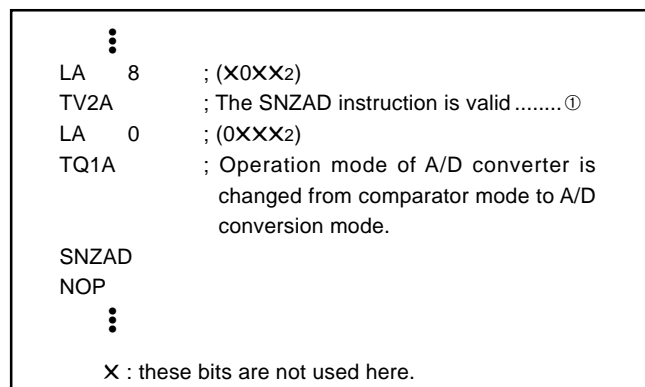 LA 8 ; (✕0✕✕2)
TV2A ; The SNZAD instruction is valid ........ ①
LA 0 ; (0✕✕✕2)
TQ1A ; Operation mode of A/D converter is
changed from comparator mode to A/D
conversion mode.
SNZAD
NOP
✕ : these bits are not used here.